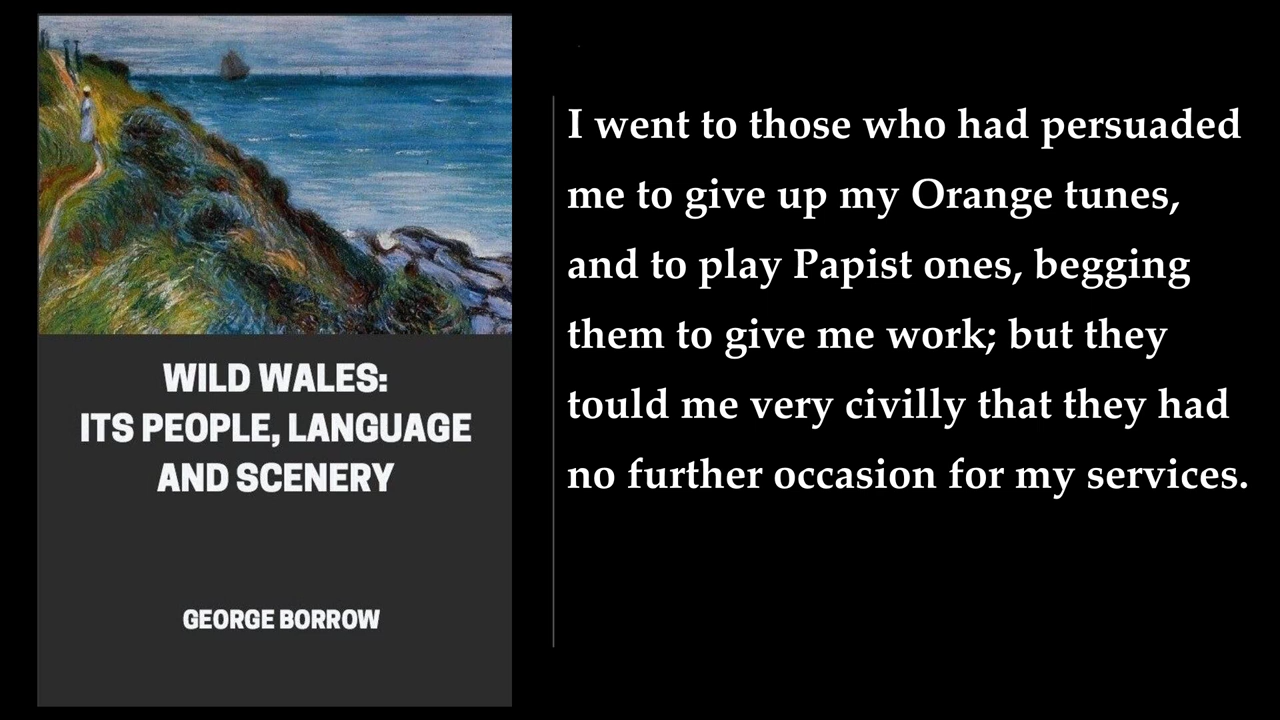 WILD WALES:
ITS PEOPLE, LANGUAGE
AND SCENERY
GEORGE BORROW
I went to those who had persuaded
me to give up my Orange tunes,
and to play Papist ones, begging
them to give me work; but they
tould me very civilly that they had
no further occasion for my services.